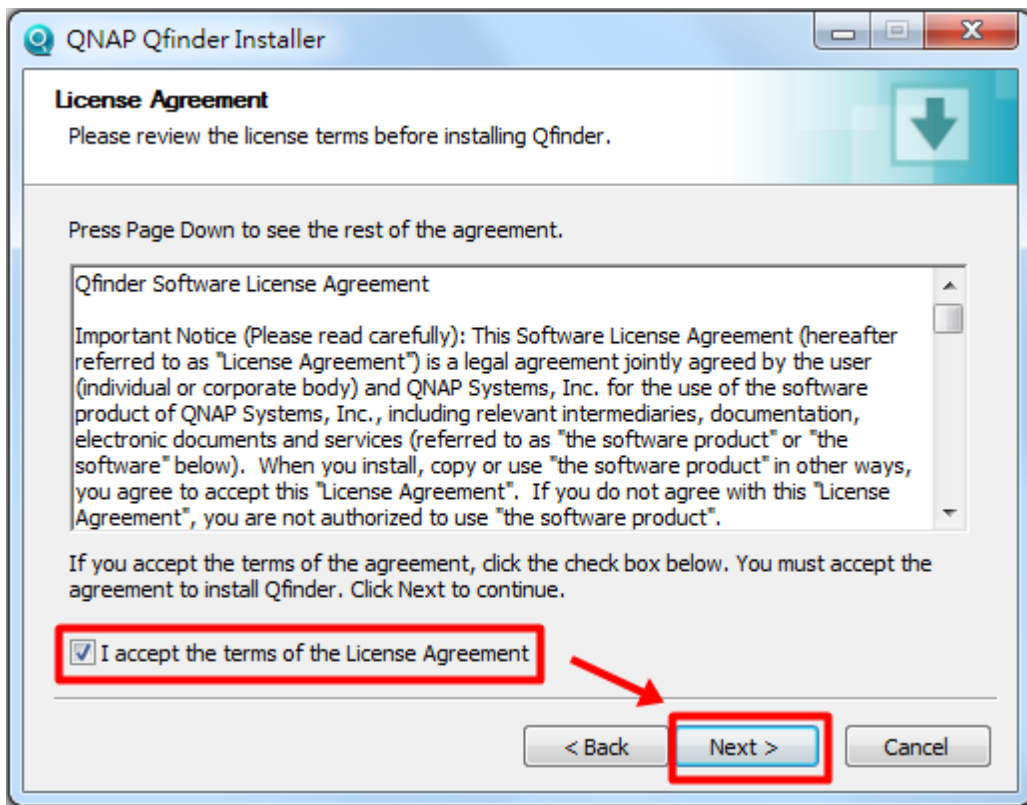 QNAP Qfinder Installer
License Agreement
Please review the license terms before installing Qfinder.
Press Page Down to see the rest of the agreement.
Qfinder Software License Agreement
Important Notice (Please read carefully): This Software License Agreement (hereafter
referred to as "License Agreement") is a legal agreement jointly agreed by the user
(individual or corporate body) and QNAP Systems, Inc. for the use of the software
product of QNAP Systems, Inc., including relevant intermediaries, documentation,
electronic documents and services (referred to as "the software product" or "the
software" below).  When you install, copy or use "the software product" in other ways,
you agree to accept this "License Agreement".  If you do not agree with this "License
Agreement", you are not authorized to use "the software product".
If you accept the terms of the agreement, click the check box below. You must accept the
agreement to install Qfinder. Click Next to continue.
I accept the terms of the License Agreement
< Back Next > Cancel